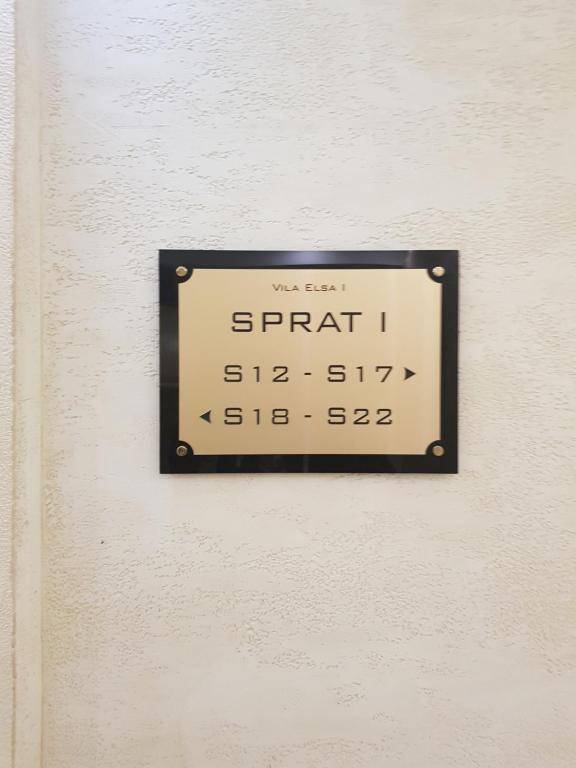 Vila Elsa I
SPRAT I
S12 - S17 ►
◄ S18 - S22